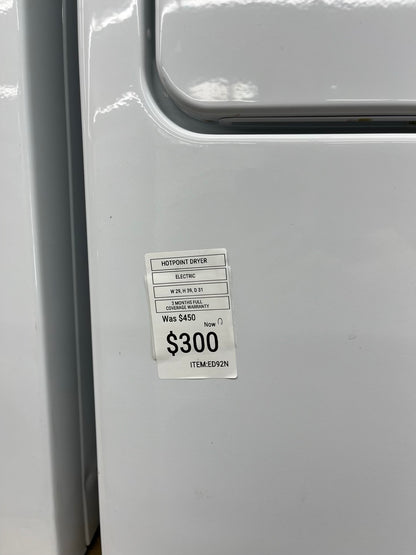 HOTPOINT DRYER
ELECTRIC
W 29, H 39, D 31
3 MONTHS FULL
COVERAGE WARRANTY
Was $450
Now
$300
ITEM:ED92N